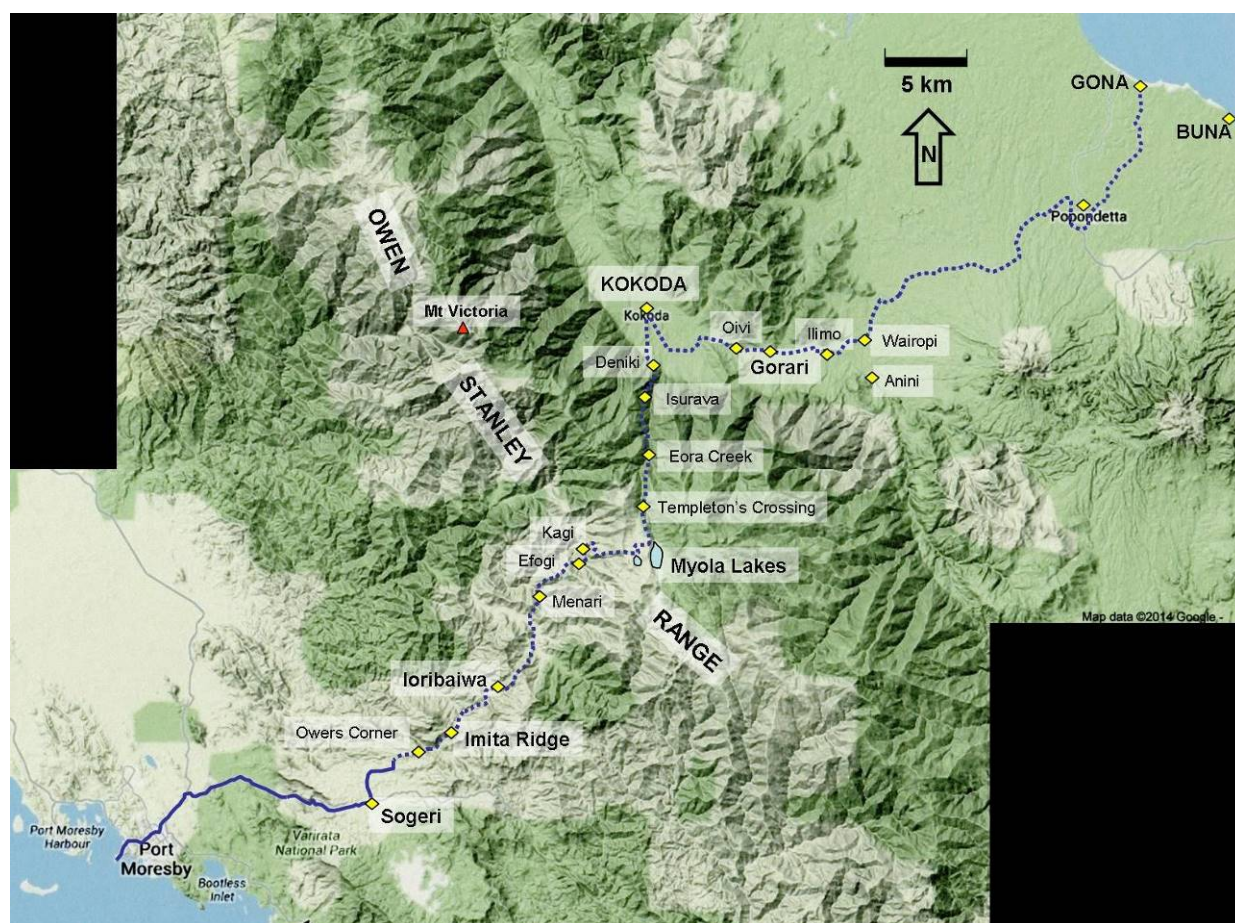 5 km
N
GONA
BUNA
Popondetta
OWEN
STANLEY
RANGE
Mt Victoria
KOKODA
Kokoda
Oivi
Gorari
Ilimo
Wairopi
Anini
Deniki
Isurava
Eora Creek
Templeton's Crossing
Kagi
Efogi
Myola Lakes
Menari
Map data ©2014 Google -
Ioribaiwa
Owers Corner
Imita Ridge
Sogeri
Port Moresby
Harbour
Port
Moresby
Varirata
National Park
Bootless
Inlet